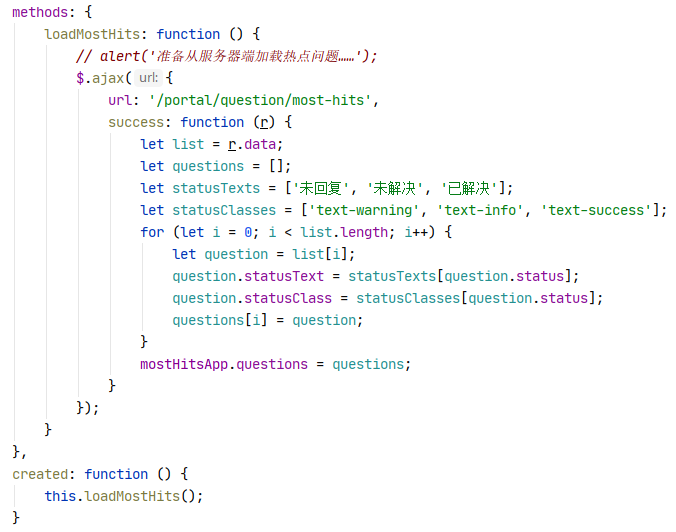 methods: {
    loadMostHits: function () {
        // alert('准备从服务器端加载热点问题……');
        $.ajax( url: {
            url: '/portal/question/most-hits',
            success: function (r) {
                let list = r.data;
                let questions = [];
                let statusTexts = ['未回复', '未解决', '已解决'];
                let statusClasses = ['text-warning', 'text-info', 'text-success'];
                for (let i = 0; i < list.length; i++) {
                    let question = list[i];
                    question.statusText = statusTexts[question.status];
                    question.statusClass = statusClasses[question.status];
                    questions[i] = question;
                }
                mostHitsApp.questions = questions;
            }
        });
    }
},
created: function () {
    this.loadMostHits();
}